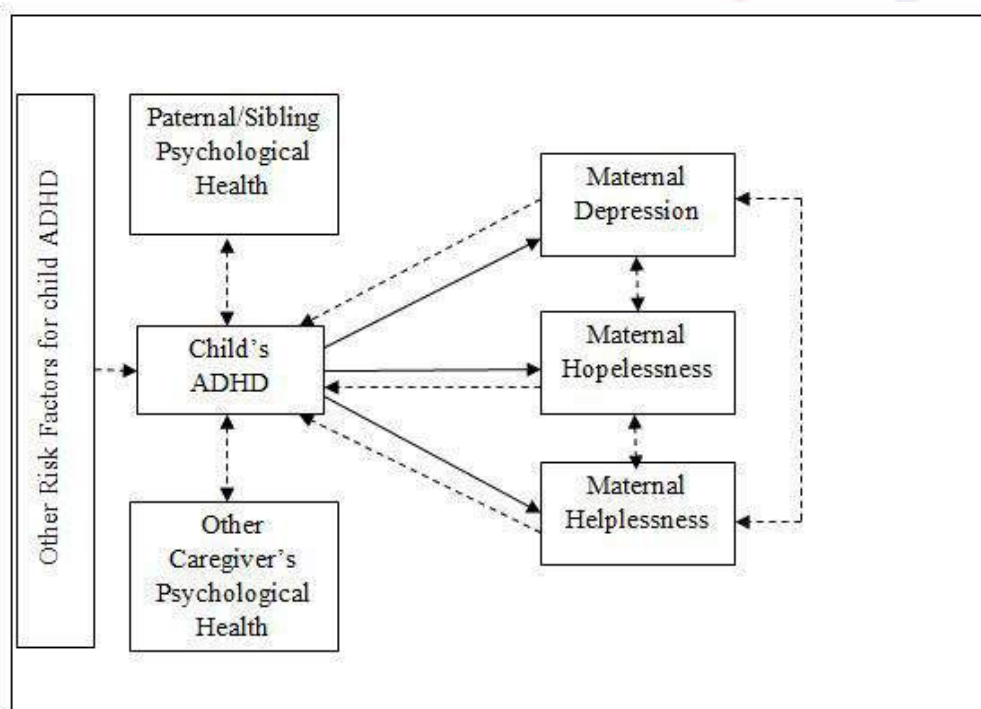 Other Risk Factors for child ADHD
Paternal/Sibling
Psychological
Health
Child’s
ADHD
Other
Caregiver’s
Psychological
Health
Maternal
Depression
Maternal
Hopelessness
Maternal
Helplessness